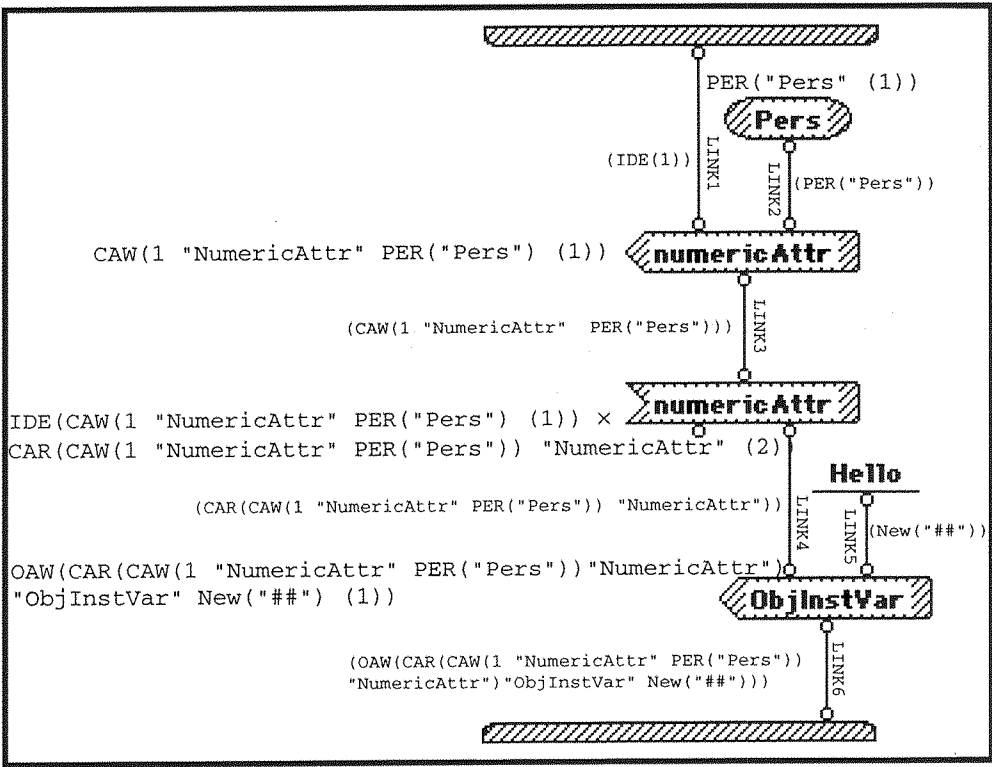 PER("Pers" (1))
Pers
(IDE(1))
LINK1
LINK2
(PER("Pers"))
CAW(1 "NumericAttr" PER("Pers") (1))
numericAttr
(CAW(1 "NumericAttr" PER("Pers")))
LINK3
numericAttr
IDE(CAW(1 "NumericAttr" PER("Pers") (1)) ×
CAR(CAW(1 "NumericAttr" PER("Pers")) "NumericAttr" (2)
Hello
(CAR(CAW(1 "NumericAttr" PER("Pers")) "NumericAttr"))
LINK4
LINK5
(New("##"))
OAW(CAR(CAW(1 "NumericAttr" PER("Pers"))"NumericAttr")
"ObjInstVar" New("##") (1))
ObjInstVar
(OAW(CAR(CAW(1 "NumericAttr" PER("Pers"))
"NumericAttr")"ObjInstVar" New("##")))
LINK6